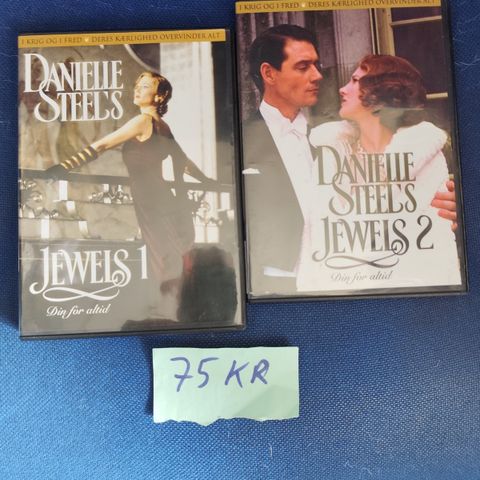 I KRIG OG I FRED ♥ DERES KÆRLIGHED OVERVINDER ALT
DANIELLE
STEEL'S
JEWELS 1
Din for altid
I KRIG OG I FRED ♥ DERES KÆRLIGHED OVERVINDER ALT
DANIELLE
STEEL'S
JEWELS 2
Din for altid
75 KR